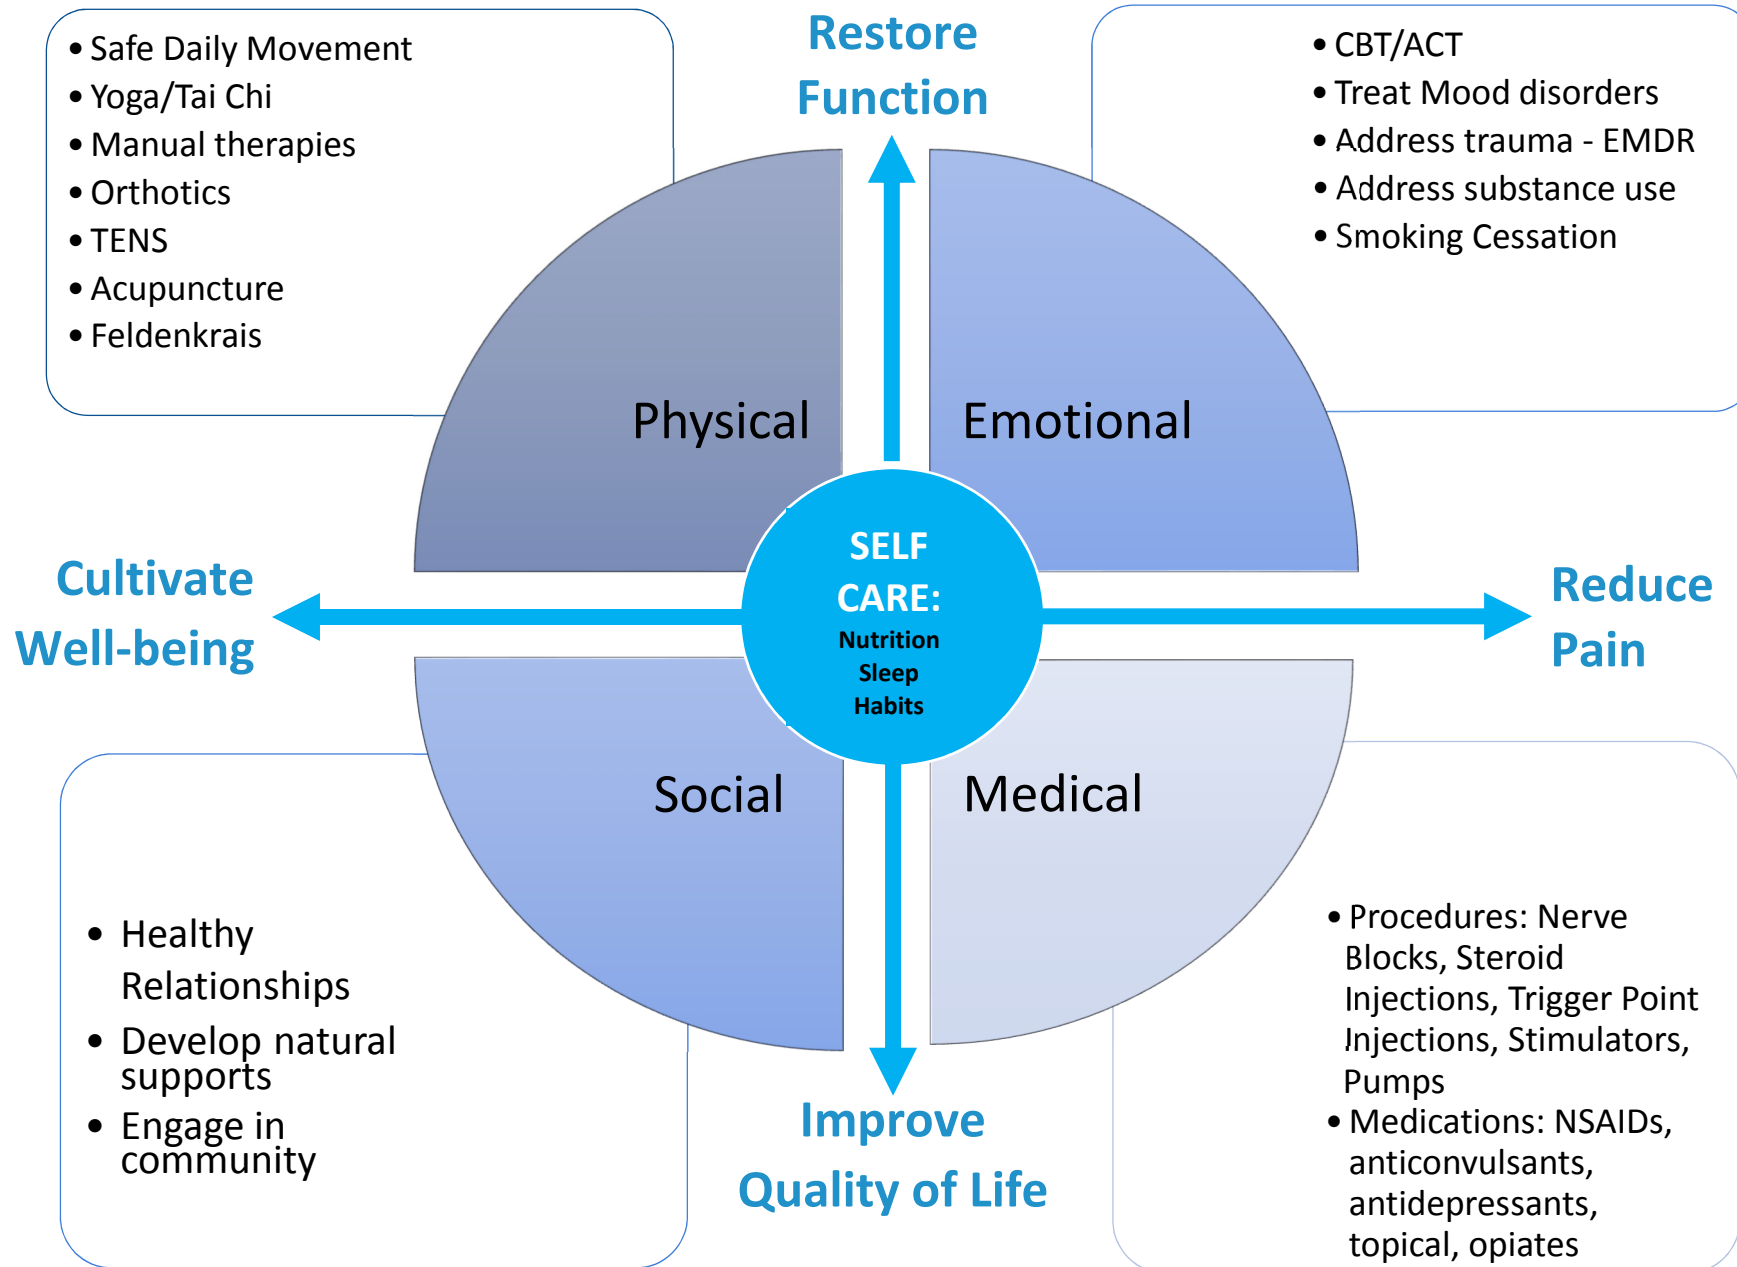 • Safe Daily Movement
• Yoga/Tai Chi
• Manual therapies
• Orthotics
• TENS
• Acupuncture
• Feldenkrais
Restore
Function
• CBT/ACT
• Treat Mood disorders
• Address trauma - EMDR
• Address substance use
• Smoking Cessation
Physical
Emotional
Cultivate
Well-being
SELF
CARE:
Nutrition
Sleep
Habits
Reduce
Pain
Social
Medical
• Healthy
Relationships
• Develop natural
supports
• Engage in
community
Improve
Quality of Life
• Procedures: Nerve
Blocks, Steroid
Injections, Trigger Point
Injections, Stimulators,
Pumps
• Medications: NSAIDs,
anticonvulsants,
antidepressants,
topical, opiates